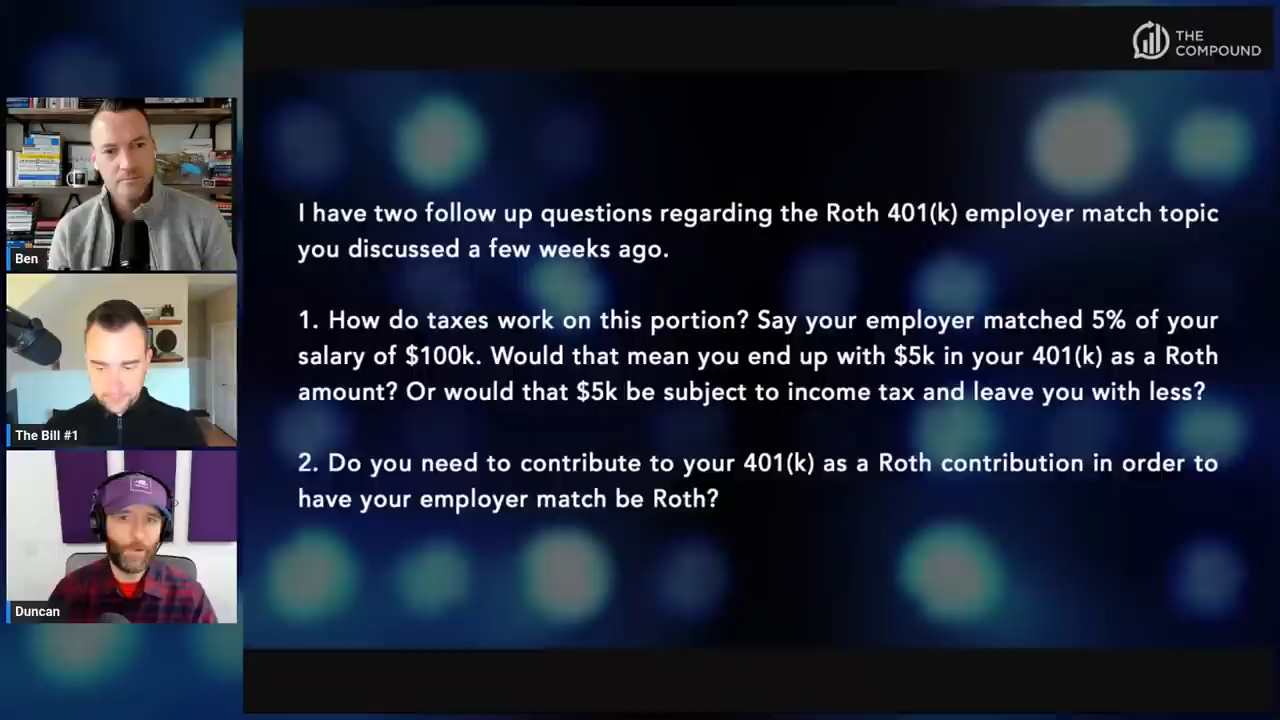 THE
COMPOUND
I have two follow up questions regarding the Roth 401(k) employer match topic
you discussed a few weeks ago.
1. How do taxes work on this portion? Say your employer matched 5% of your
salary of $100k. Would that mean you end up with $5k in your 401(k) as a Roth
amount? Or would that $5k be subject to income tax and leave you with less?
2. Do you need to contribute to your 401(k) as a Roth contribution in order to
have your employer match be Roth?
Ben
The Bill #1
Duncan